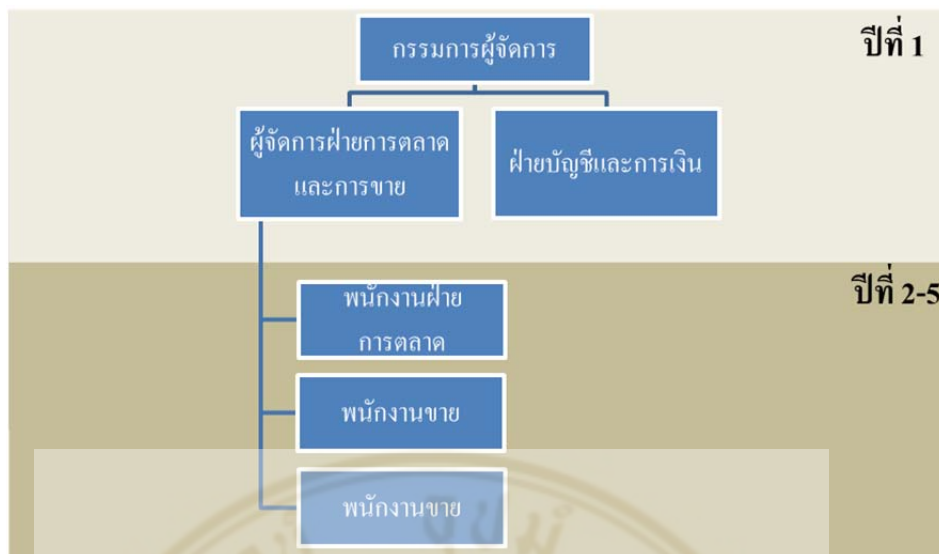 กรรมการผู้จัดการ
ปีที่ 1
ผู้จัดการฝ่ายการตลาด
และการขาย
ฝ่ายบัญชีและการเงิน
ปีที่ 2-5
พนักงานฝ่าย
การตลาด
พนักงานขาย
พนักงานขาย